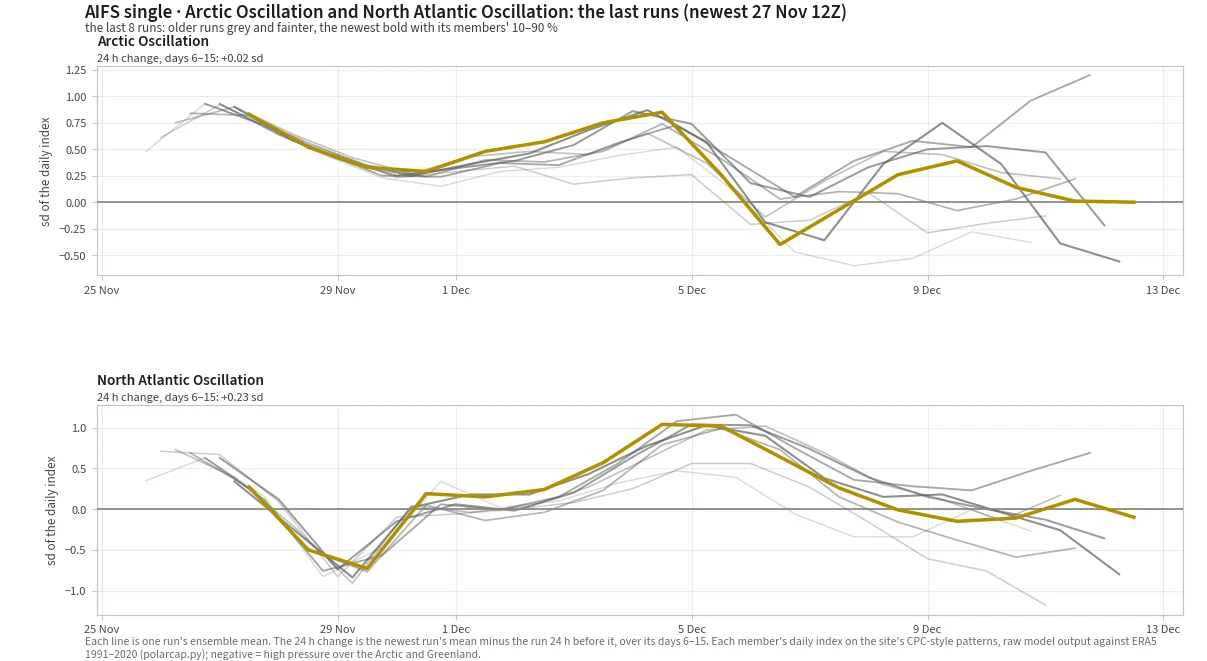 AIFS single · Arctic Oscillation and North Atlantic Oscillation: the last runs (newest 27 Nov 12Z)
the last 8 runs: older runs grey and fainter, the newest bold with its members' 10–90 %
Arctic Oscillation
24 h change, days 6–15: +0.02 sd
sd of the daily index
1.25
1.00
0.75
0.50
0.25
0.00
−0.25
−0.50
25 Nov
29 Nov
1 Dec
5 Dec
9 Dec
13 Dec
North Atlantic Oscillation
24 h change, days 6–15: +0.23 sd
sd of the daily index
1.0
0.5
0.0
−0.5
−1.0
25 Nov
29 Nov
1 Dec
5 Dec
9 Dec
13 Dec
Each line is one run's ensemble mean. The 24 h change is the newest run's mean minus the run 24 h before it, over its days 6–15. Each member's daily index on the site's CPC-style patterns, raw model output against ERA5
1991–2020 (polarcap.py); negative = high pressure over the Arctic and Greenland.